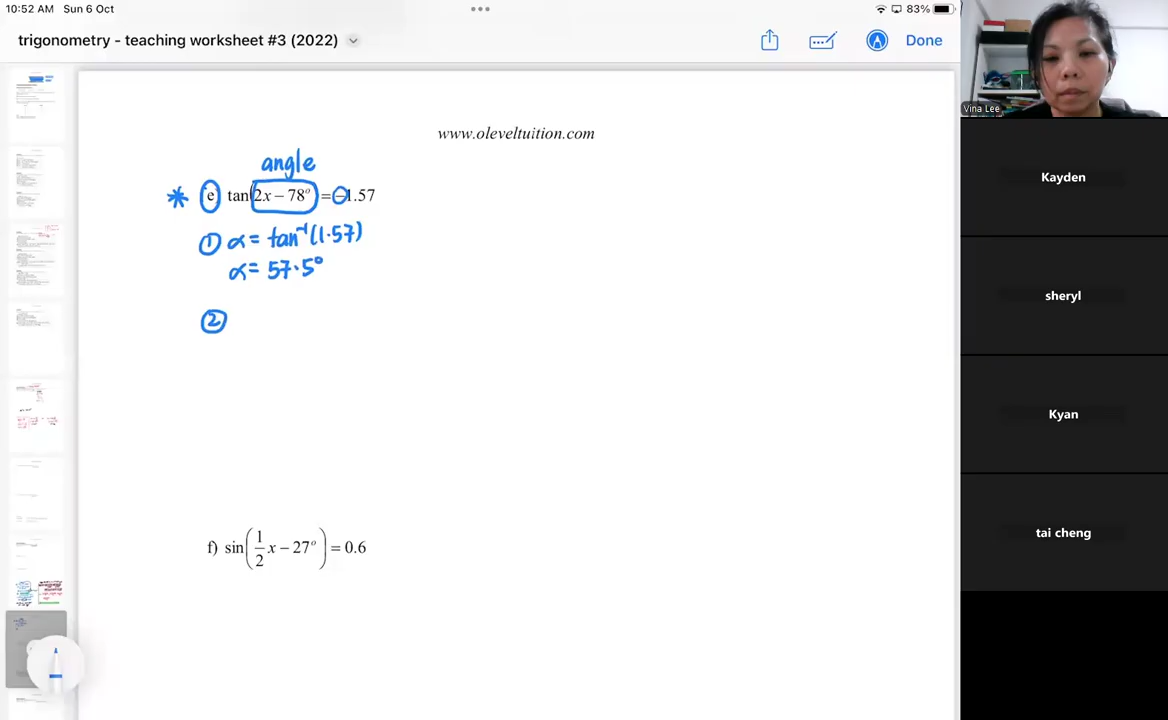 10:52 AM Sun 6 Oct
83%
trigonometry - teaching worksheet #3 (2022)
Done
www.oleveltuition.com
angle
* e) tan(2x − 78°) = −1.57
① α = tan⁻¹(1.57)
α = 57.5°
②
f) sin(1/2 x − 27°) = 0.6
Vina Lee
Kayden
sheryl
Kyan
tai cheng